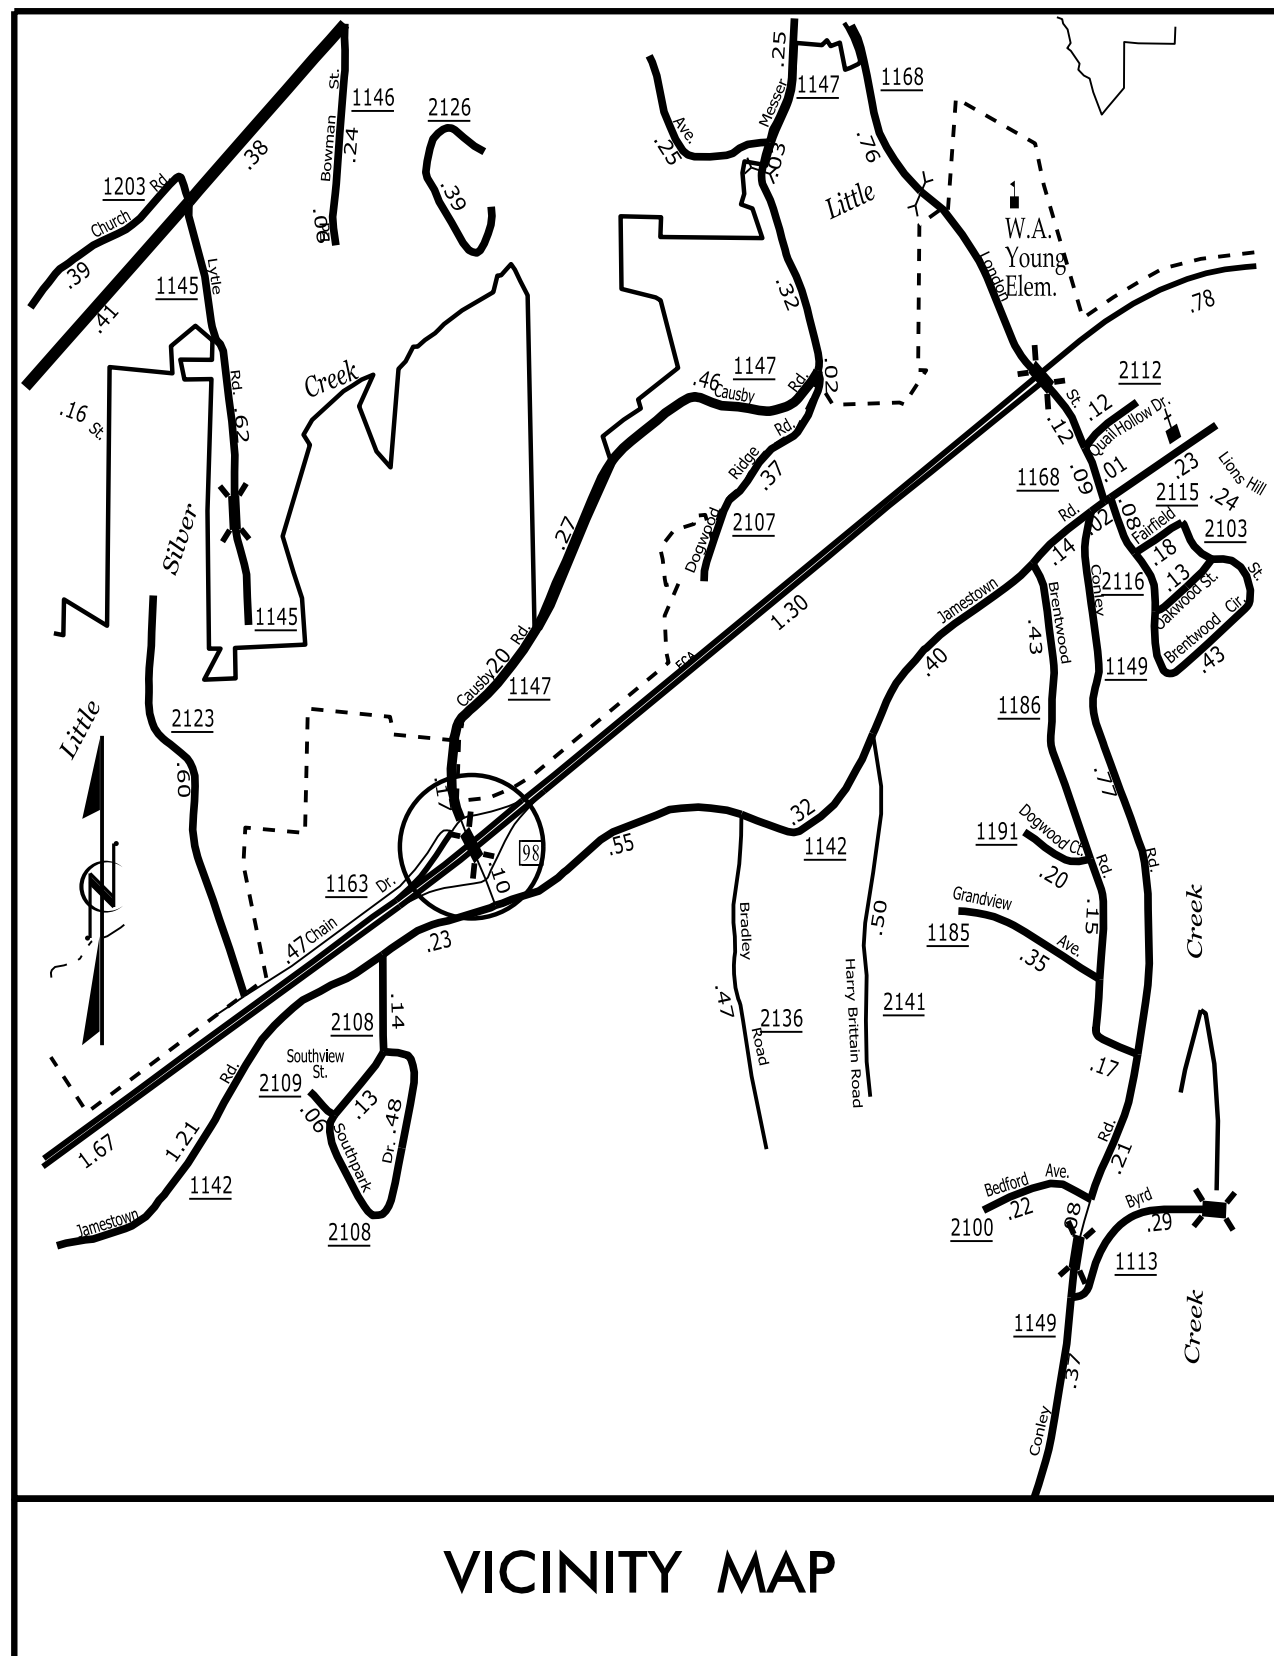 .25
1147
1168
1146
St.
Bowman
.24
2126
Messer
Ave.
.25
.03
.76
.38
1203
Rd.
Church
.39
.39
.08
Little
W.A.
Young
Elem.
London
1145
Lytle
.41
.32
.78
Creek
1147
.46
Causby
Rd.
.02
2112
.12
Quail Hollow Dr.
St.
.12
.16 St.
Rd.
.62
Ridge
Rd.
.37
1168
.09
.01
.23
Lions Hill
.24
2115
Silver
.27
2107
Dogwood
Rd.
.02
.08
Fairfield
2103
.14
.18
.13
St.
Conley
2116
Oakwood St.
Brentwood Cir.
.43
1145
1.30
Jamestown
Brentwood
.43
.40
ECA
Rd.
.20
Causby
1147
1149
1186
Little
2123
.60
.17
.77
.32
.55
1142
Dogwood Ct.
1191
.20
Rd.
Rd.
98
.10
1163
Dr.
Chain
.47
.23
Grandview
Ave.
1185
.35
.15
Bradley
.50
Creek
.47
2136
Road
Harry Brittain Road
2141
.14
2108
Southview
St.
2109
.06
.13
.48
Dr.
Southpark
2108
.17
Rd.
1.67
1.21
1142
Jamestown
Rd.
.21
Bedford
Ave.
.22
2100
.08
Byrd
.29
1113
1149
Creek
.37
Conley
VICINITY MAP